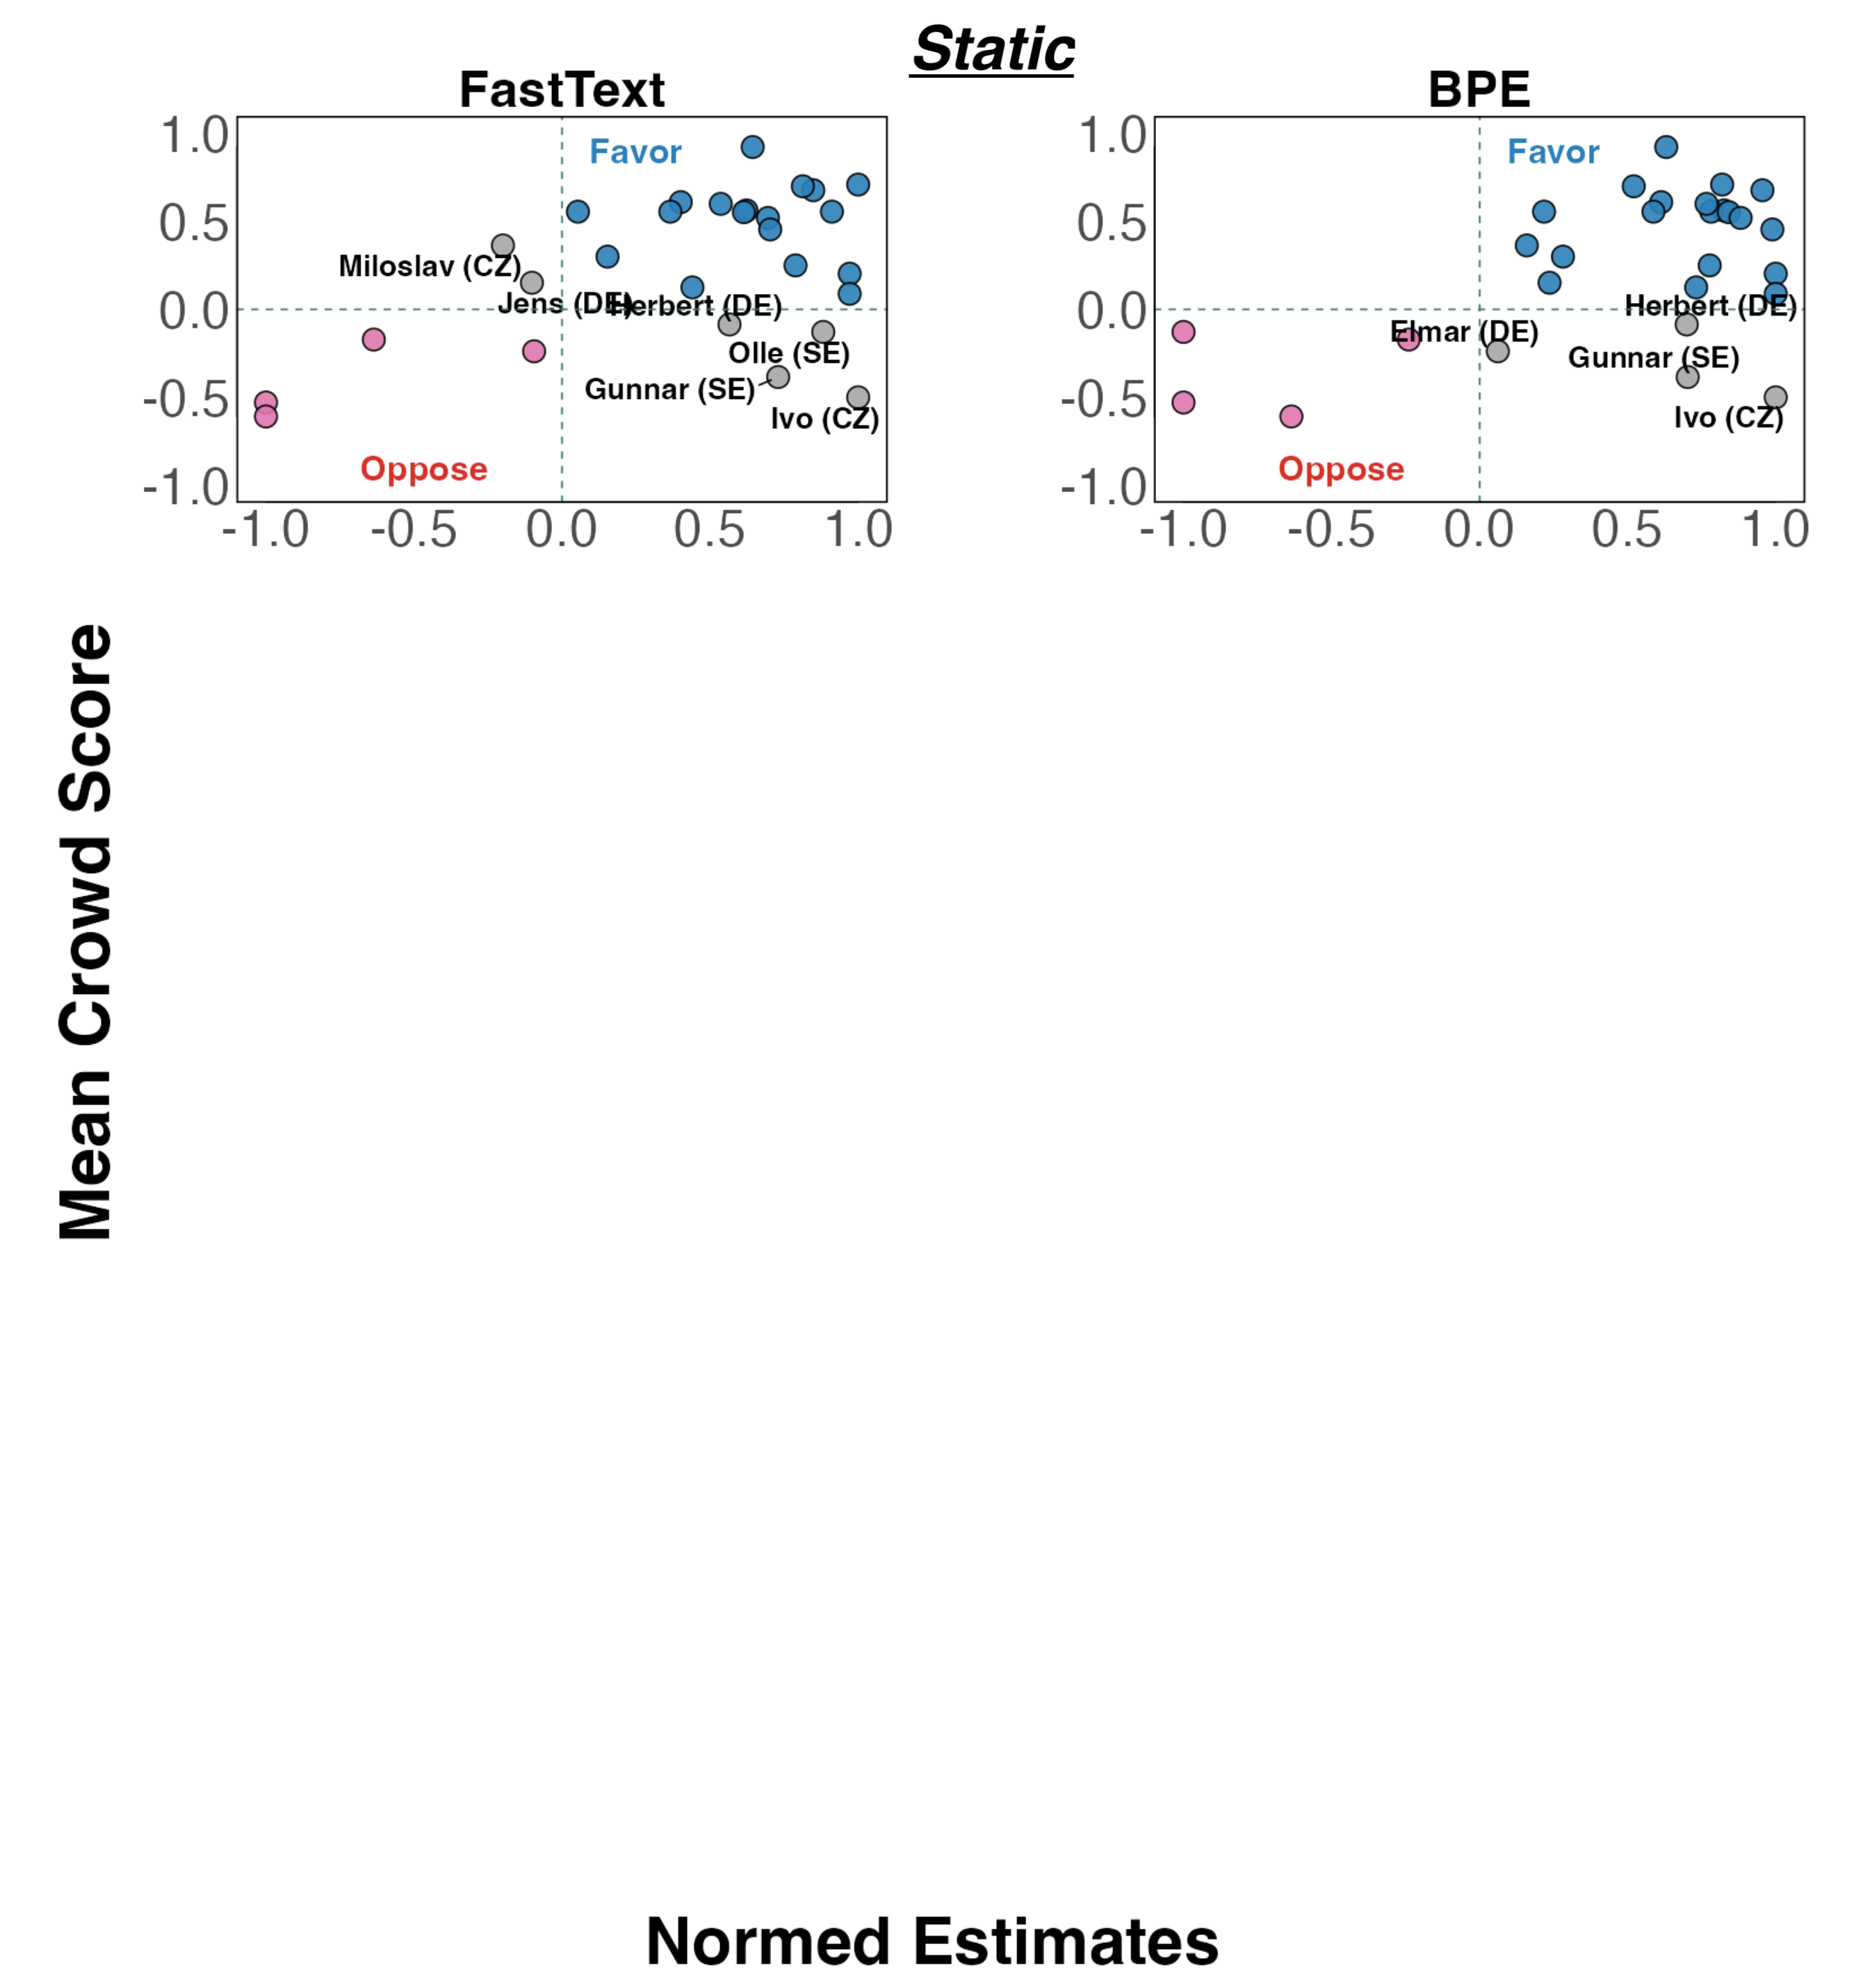 Static
FastText
BPE
1.0
0.5
0.0
-0.5
-1.0
Favor
Miloslav (CZ)
Jens (DE)
Herbert (DE)
Olle (SE)
Gunnar (SE)
Ivo (CZ)
Oppose
-1.0 -0.5 0.0 0.5 1.0
1.0
0.5
0.0
-0.5
-1.0
Favor
Herbert (DE)
Elmar (DE)
Gunnar (SE)
Ivo (CZ)
Oppose
-1.0 -0.5 0.0 0.5 1.0
Mean Crowd Score
Normed Estimates